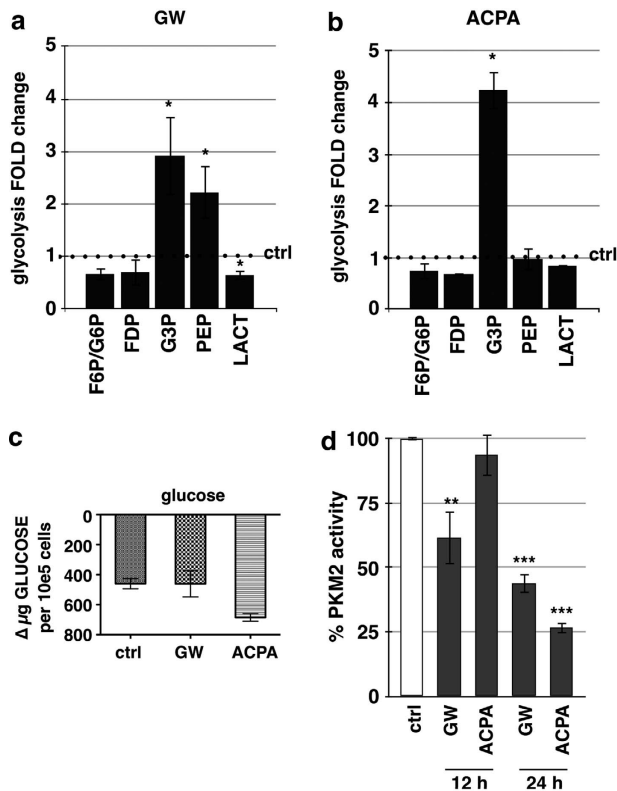 a
GW
glycolysis FOLD change
5
4
3
2
1
0
*
*
*
ctrl
F6P/G6P
FDP
G3P
PEP
LACT
b
ACPA
glycolysis FOLD change
5
4
3
2
1
0
*
ctrl
F6P/G6P
FDP
G3P
PEP
LACT
c
glucose
Δ µg GLUCOSE
per 10e5 cells
0
200
400
600
800
ctrl GW ACPA
d
% PKM2 activity
100
75
50
25
0
**
***
***
ctrl
GW
ACPA
GW
ACPA
12 h 24 h